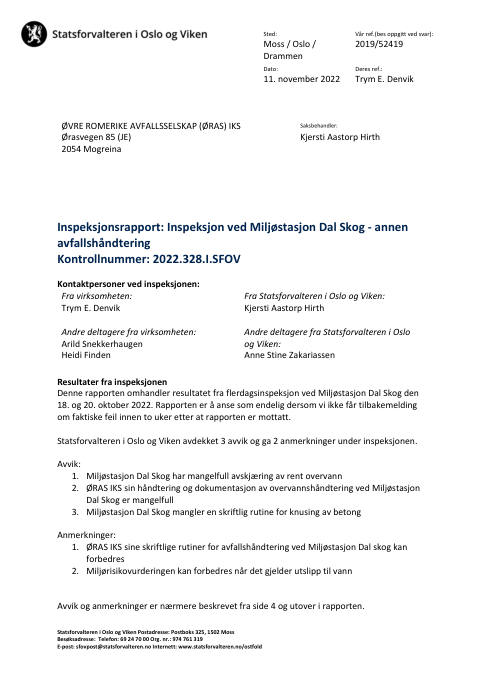 Statsforvalteren i Oslo og Viken
Sted:
Moss / Oslo /
Drammen
Vår ref.(bes oppgitt ved svar):
2019/52419
Dato:
11. november 2022
Deres ref.:
Trym E. Denvik
ØVRE ROMERIKE AVFALLSSELSKAP (ØRAS) IKS
Ørasvegen 85 (JE)
2054 Mogreina
Saksbehandler:
Kjersti Aastorp Hirth
Inspeksjonsrapport: Inspeksjon ved Miljøstasjon Dal Skog - annen
avfallshåndtering
Kontrollnummer: 2022.328.I.SFOV
Kontaktpersoner ved inspeksjonen:
Fra virksomheten:
Trym E. Denvik
Fra Statsforvalteren i Oslo og Viken:
Kjersti Aastorp Hirth
Andre deltagere fra virksomheten:
Arild Snekkerhaugen
Heidi Finden
Andre deltagere fra Statsforvalteren i Oslo
og Viken:
Anne Stine Zakariassen
Resultater fra inspeksjonen
Denne rapporten omhandler resultatet fra flerdagsinspeksjon ved Miljøstasjon Dal Skog den
18. og 20. oktober 2022. Rapporten er å anse som endelig dersom vi ikke får tilbakemelding
om faktiske feil innen to uker etter at rapporten er mottatt.
Statsforvalteren i Oslo og Viken avdekket 3 avvik og ga 2 anmerkninger under inspeksjonen.
Avvik:
1. Miljøstasjon Dal Skog har mangelfull avskjæring av rent overvann
2. ØRAS IKS sin håndtering og dokumentasjon av overvannshåndtering ved Miljøstasjon
Dal Skog er mangelfull
3. Miljøstasjon Dal Skog mangler en skriftlig rutine for knusing av betong
Anmerkninger:
1. ØRAS IKS sine skriftlige rutiner for avfallshåndtering ved Miljøstasjon Dal skog kan
forbedres
2. Miljørisikovurderingen kan forbedres når det gjelder utslipp til vann
Avvik og anmerkninger er nærmere beskrevet fra side 4 og utover i rapporten.
Statsforvalteren i Oslo og Viken Postadresse: Postboks 325, 1502 Moss
Besøksadresse: Telefon: 69 24 70 00 Org. nr.: 974 761 319
E-post: sfovpost@statsforvalteren.no Internett: www.statsforvalteren.no/ostfold